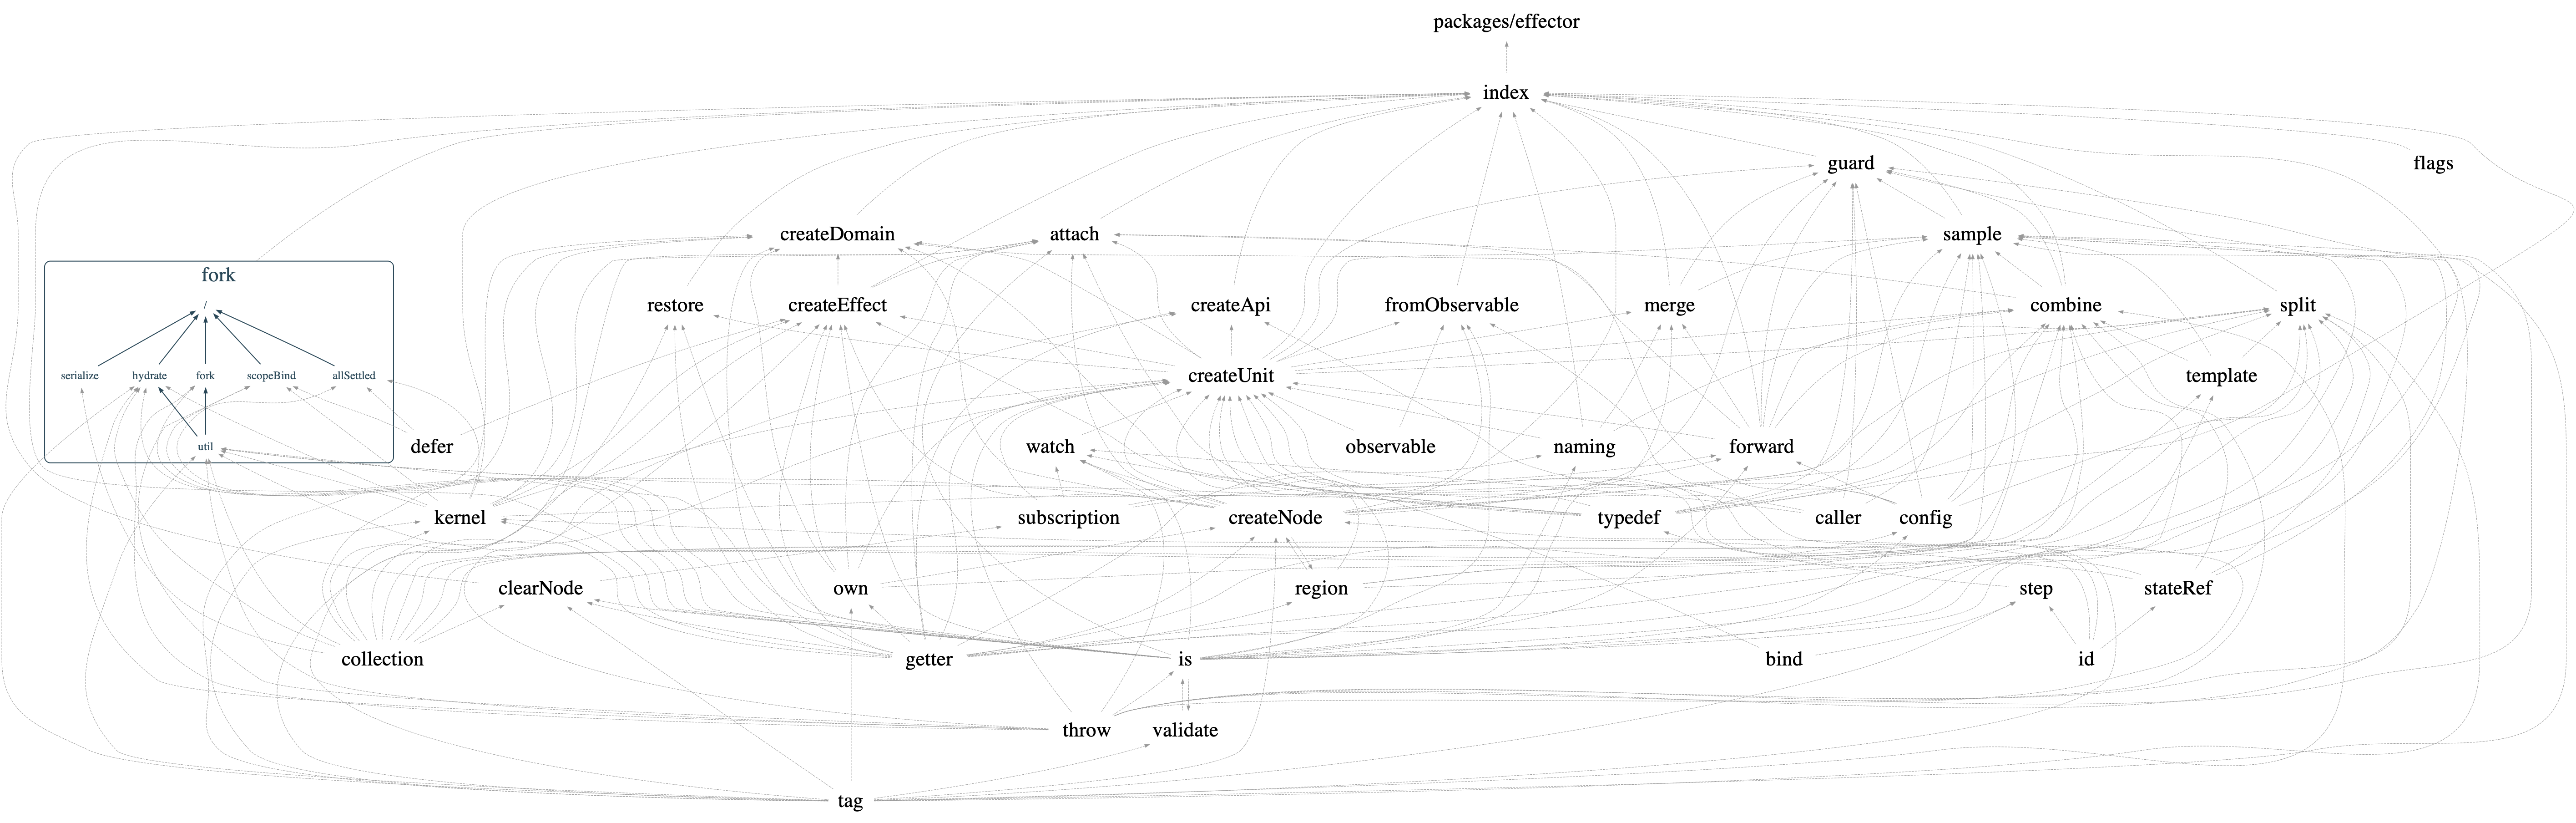 packages/effector
index
guard
flags
createDomain
attach
sample
fork
/
restore
createEffect
createApi
fromObservable
merge
combine
split
serialize
hydrate
fork
scopeBind
allSettled
createUnit
template
util
defer
watch
observable
naming
forward
kernel
subscription
createNode
typedef
caller
config
clearNode
own
region
step
stateRef
collection
getter
is
bind
id
throw
validate
tag